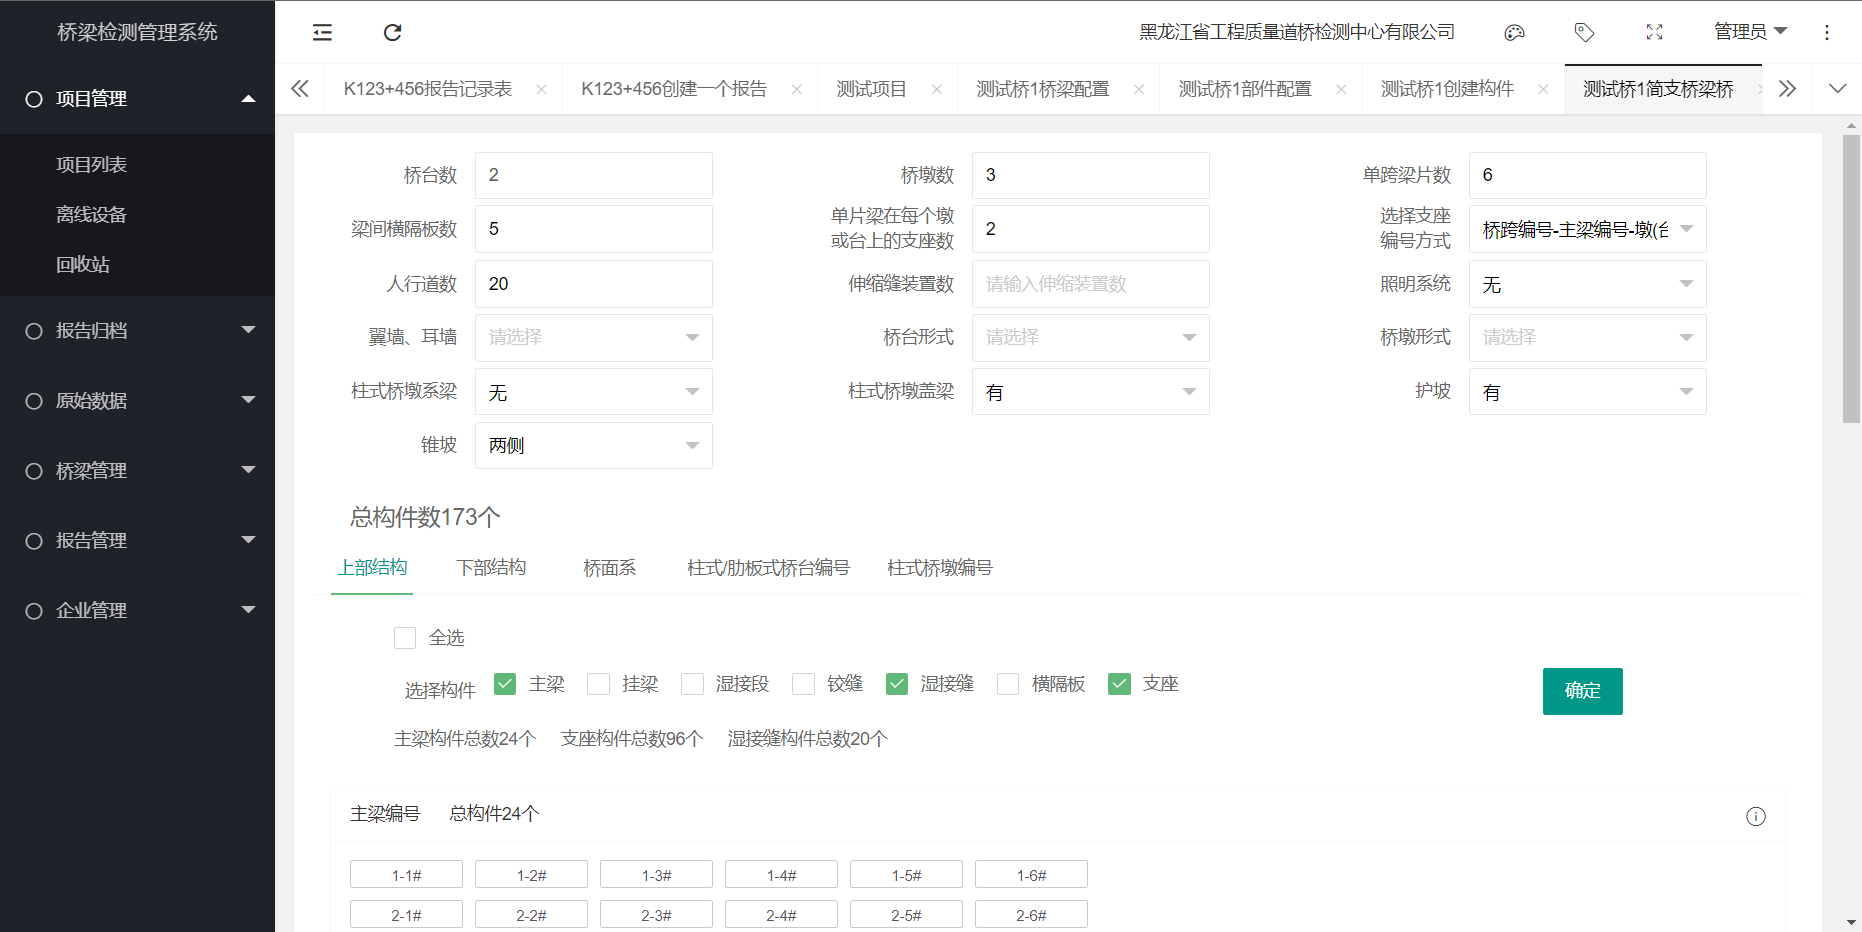 桥梁检测管理系统
黑龙江省工程质量道桥检测中心有限公司
管理员
项目管理
项目列表
离线设备
回收站
报告归档
原始数据
桥梁管理
报告管理
企业管理
K123+456报告记录表
K123+456创建一个报告
测试项目
测试桥1桥梁配置
测试桥1部件配置
测试桥1创建构件
测试桥1简支桥梁桥
桥台数 2
桥墩数 3
单跨梁片数 6
梁间横隔板数 5
单片梁在每个墩
或台上的支座数 2
选择支座
编号方式 桥跨编号-主梁编号-墩(台
人行道数 20
伸缩缝装置数 请输入伸缩装置数
照明系统 无
翼墙、耳墙 请选择
桥台形式 请选择
桥墩形式 请选择
柱式桥墩系梁 无
柱式桥墩盖梁 有
护坡 有
锥坡 两侧
总构件数173个
上部结构 下部结构 桥面系 柱式/肋板式桥台编号 柱式桥墩编号
全选
选择构件 主梁 挂梁 湿接段 铰缝 湿接缝 横隔板 支座
确定
主梁构件总数24个 支座构件总数96个 湿接缝构件总数20个
主梁编号 总构件24个
1-1# 1-2# 1-3# 1-4# 1-5# 1-6#
2-1# 2-2# 2-3# 2-4# 2-5# 2-6#